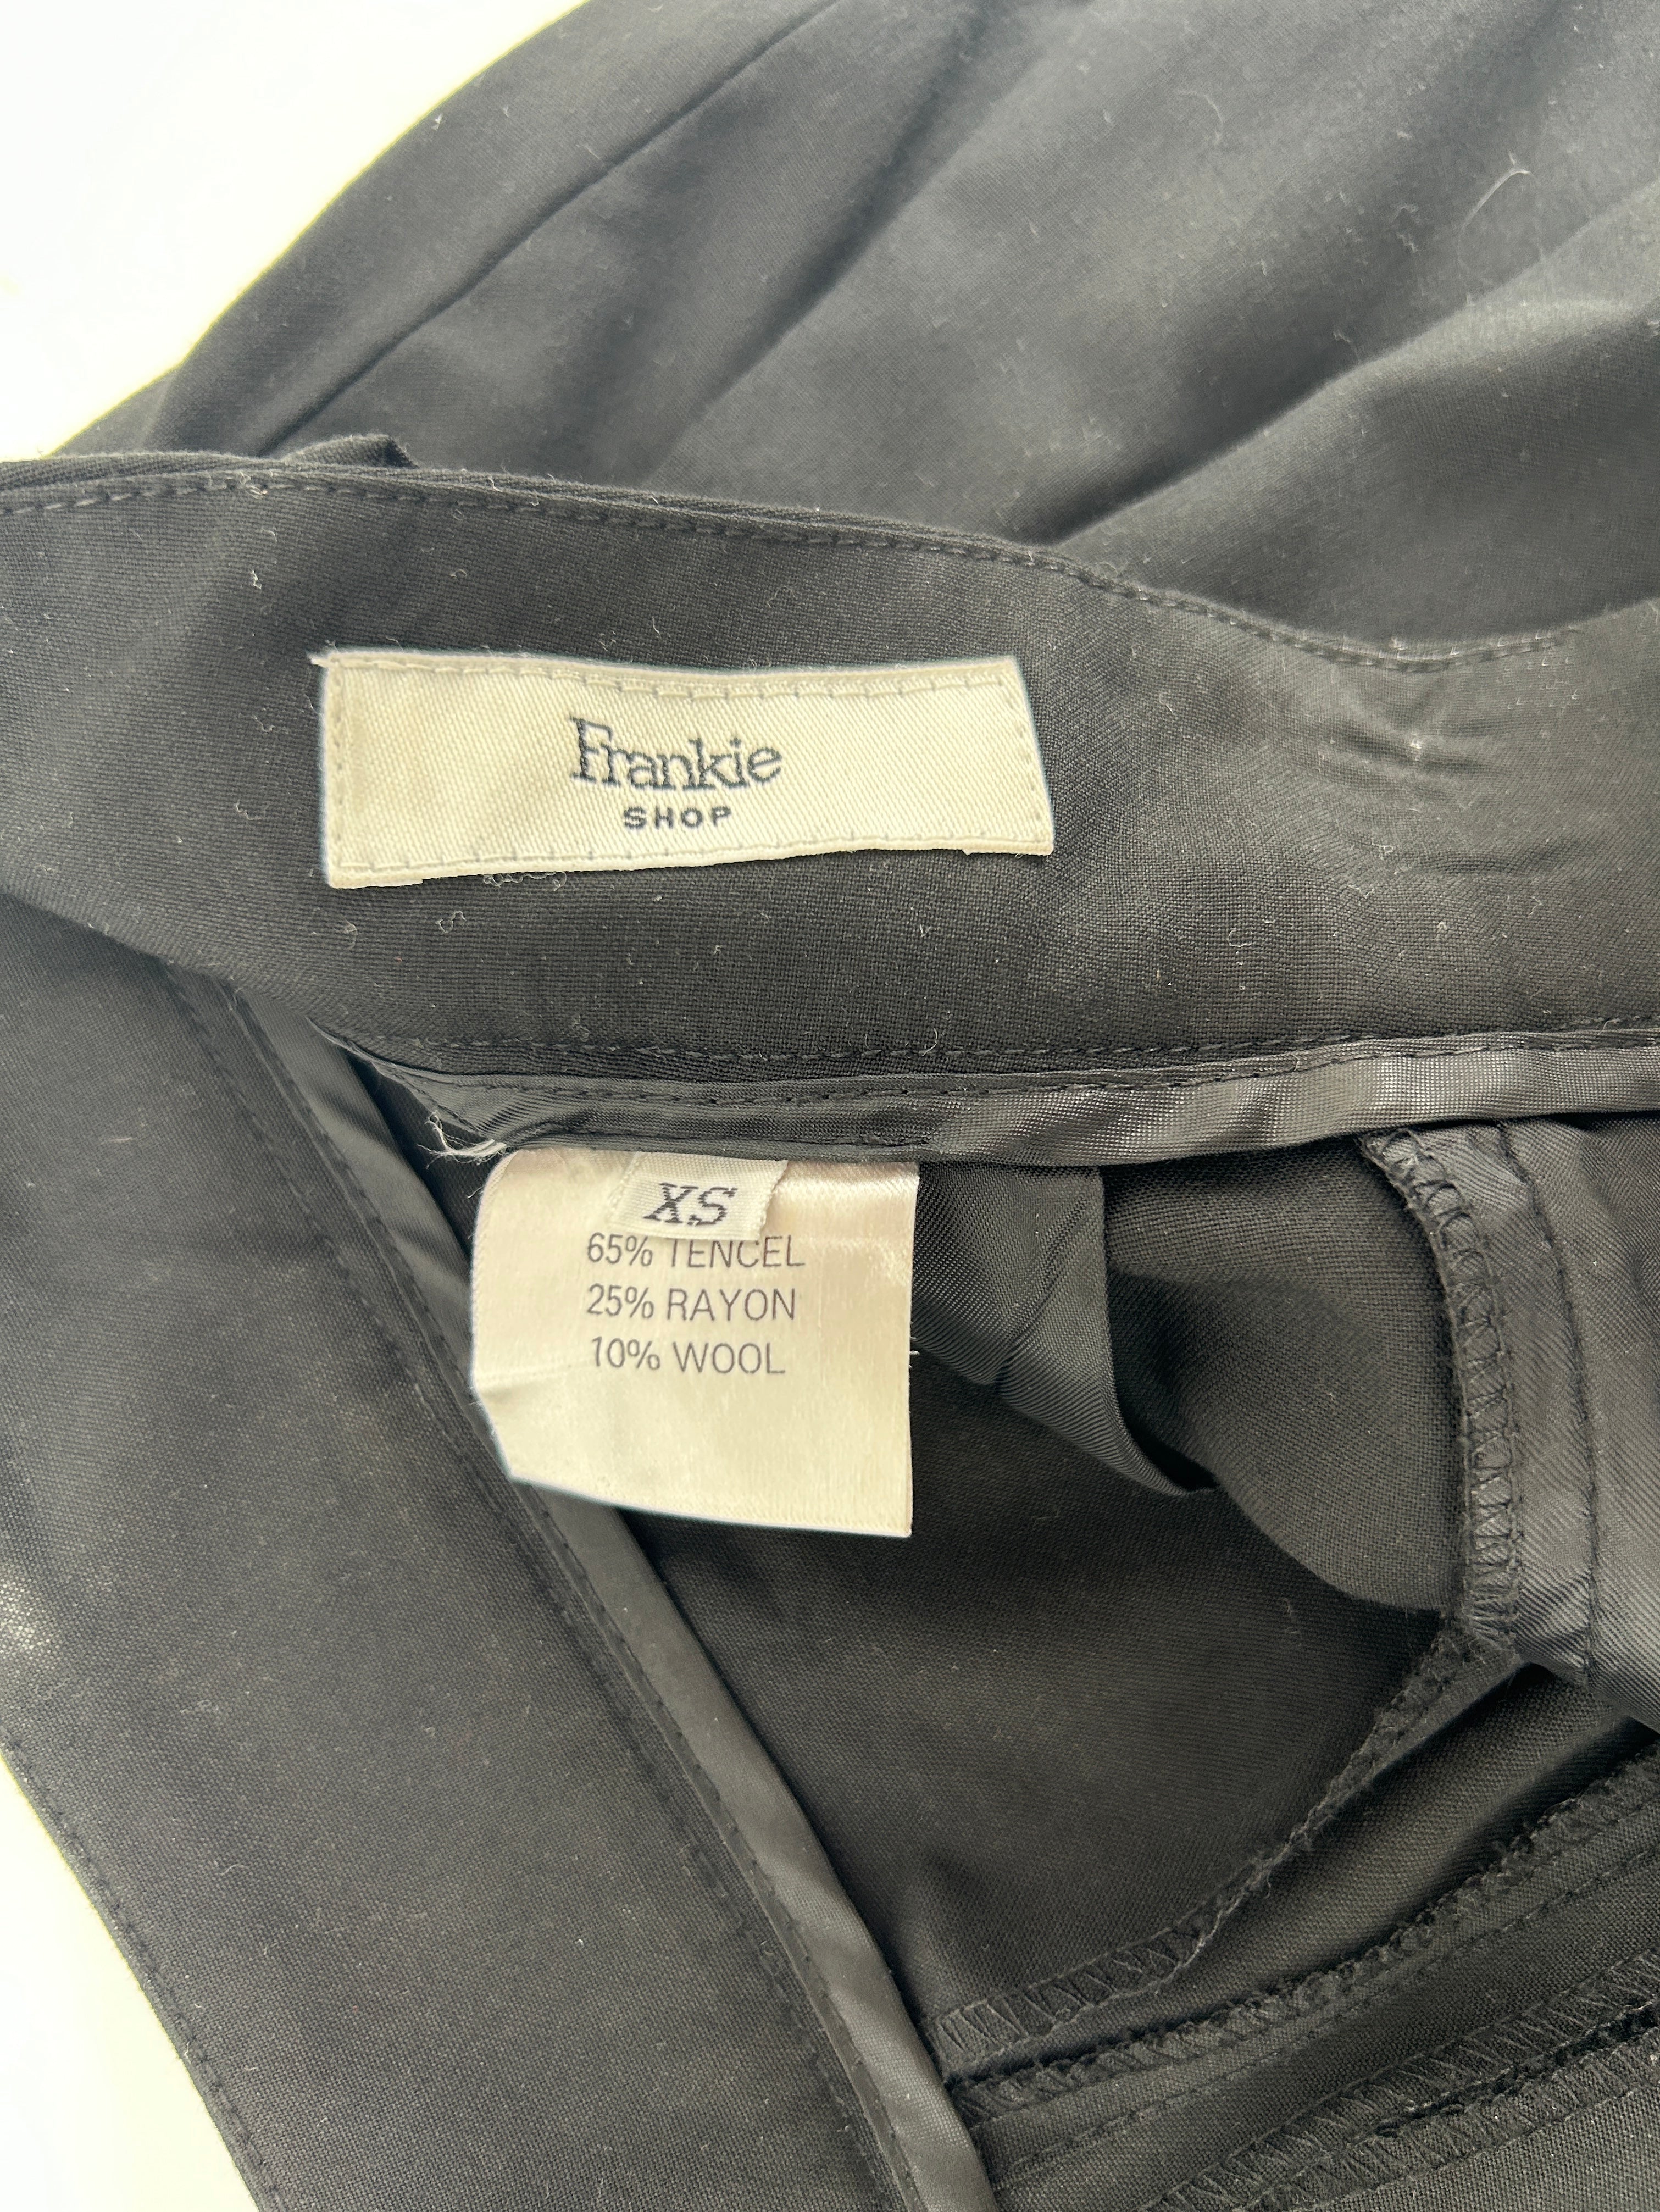 Frankie
SHOP
XS
65% TENCEL
25% RAYON
10% WOOL